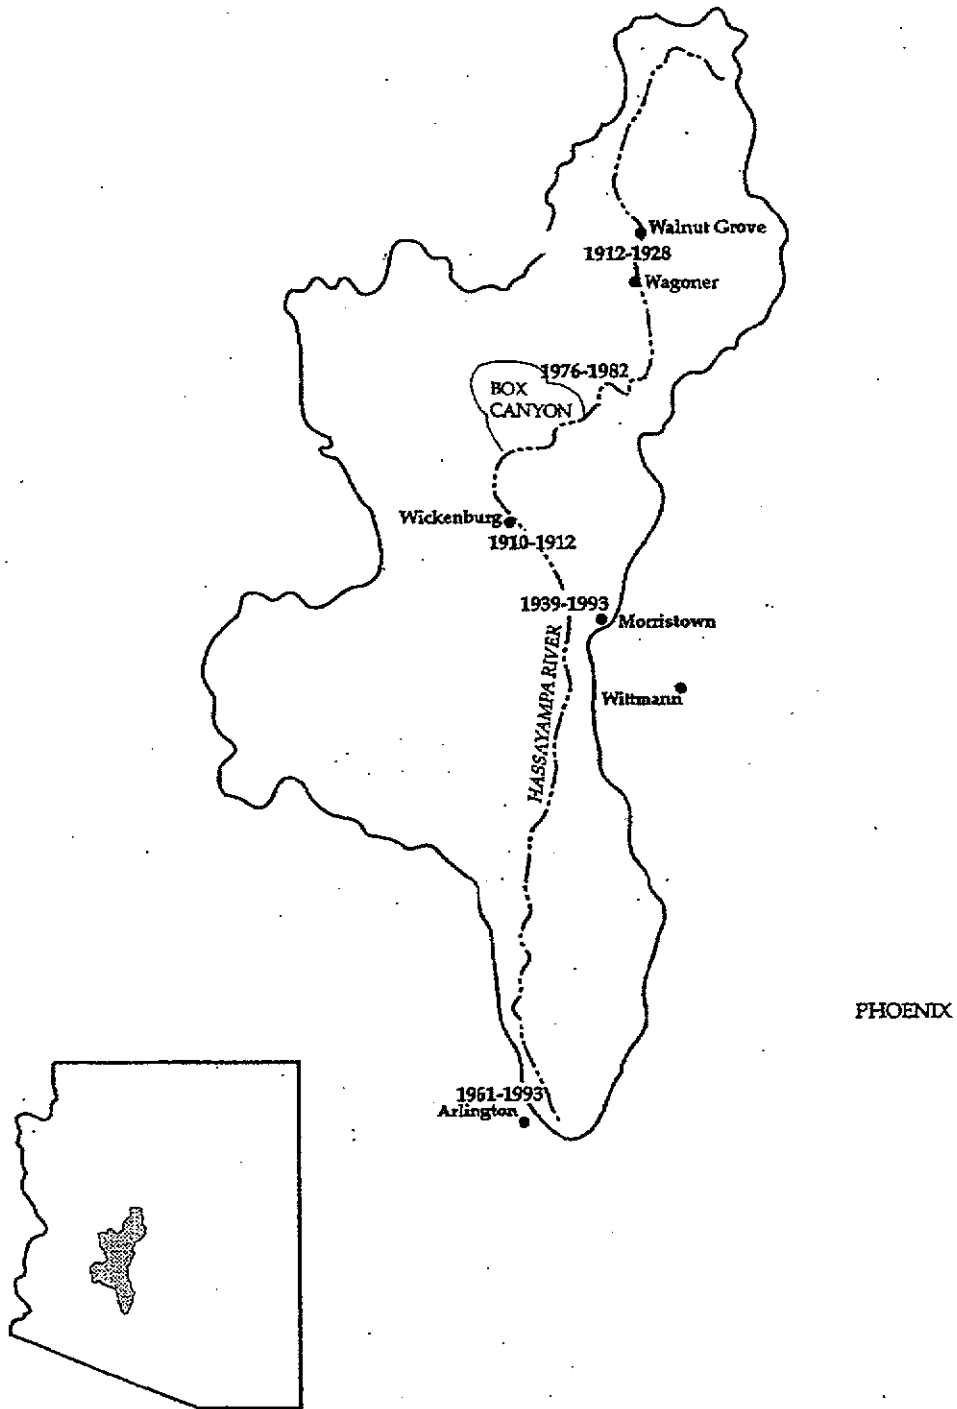 Walnut Grove
1912-1928
Wagoner
1976-1982
BOX
CANYON
Wickenburg
1910-1912
1939-1993
Morristown
HASSAYAMPA RIVER
Wittmann
PHOENIX
1961-1993
Arlington